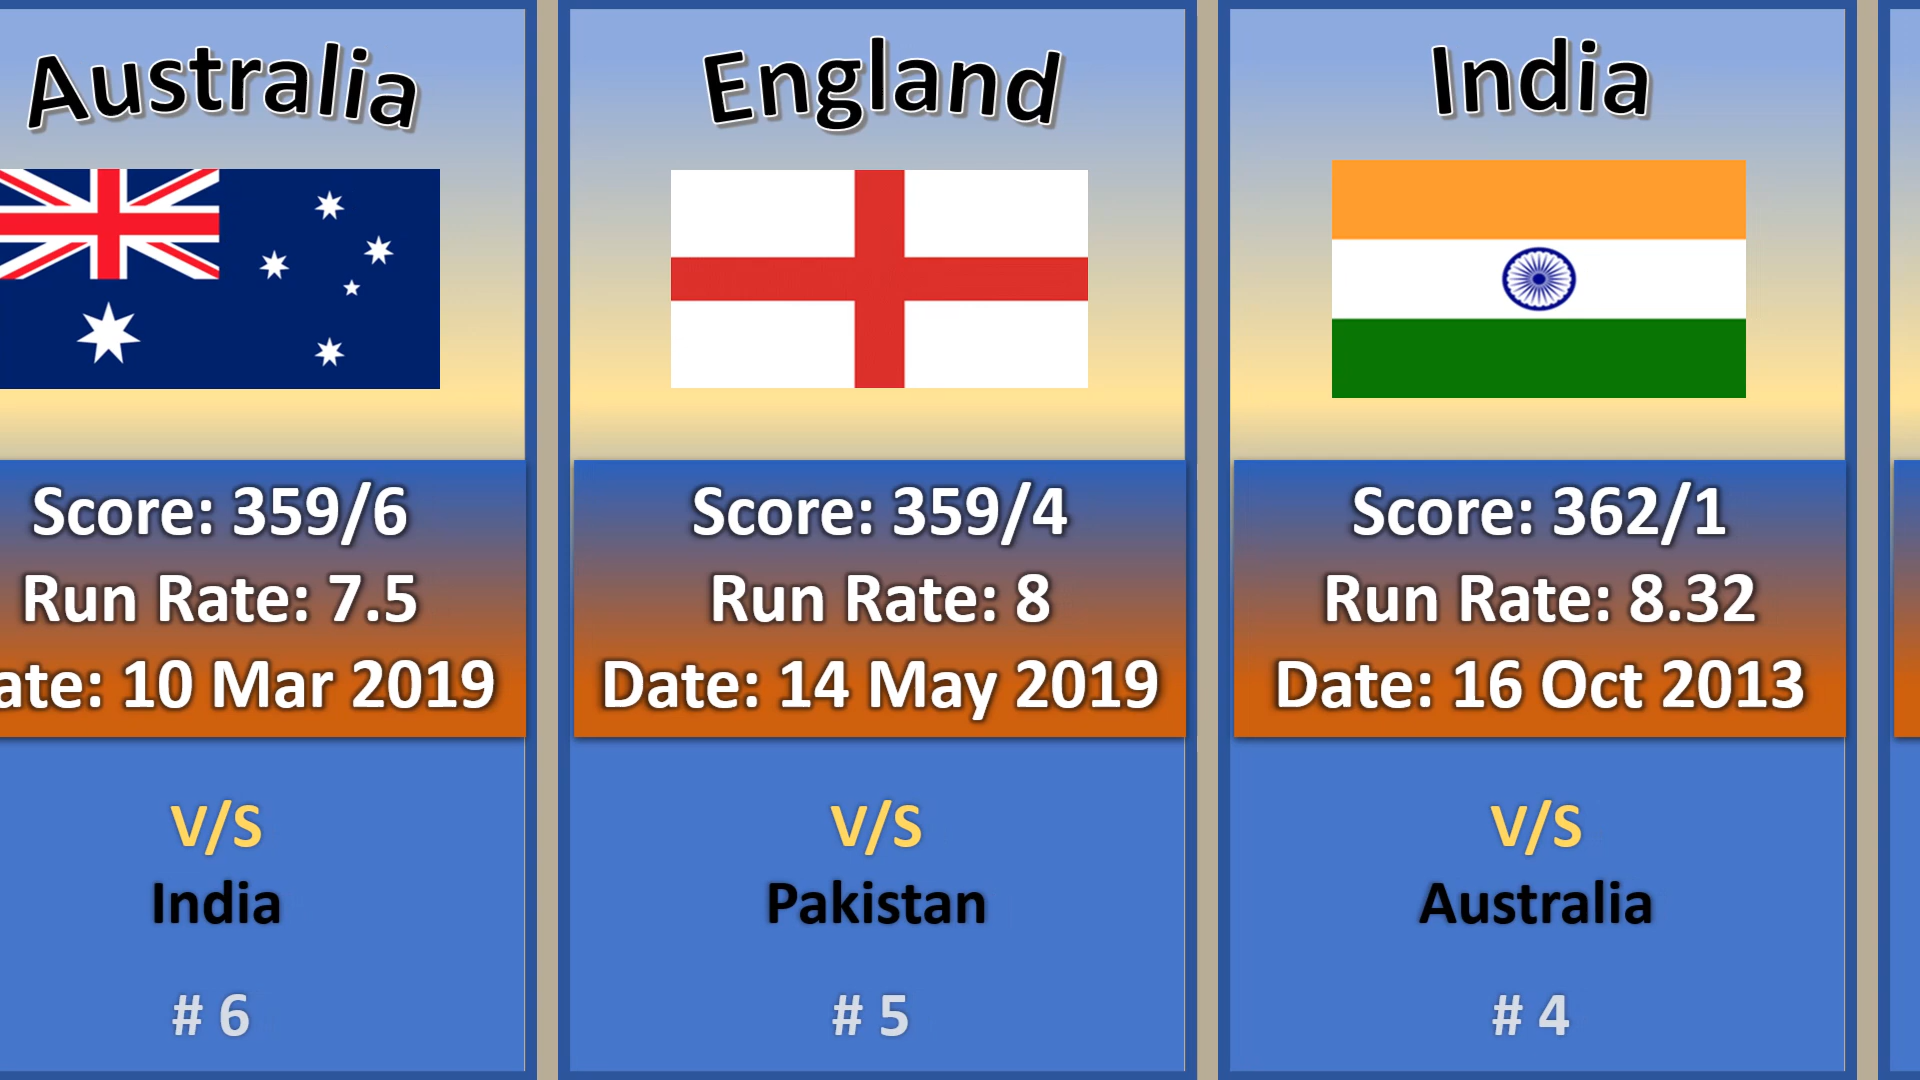 Australia
Score: 359/6
Run Rate: 7.5
ate: 10 Mar 2019
V/S
India
# 6
England
Score: 359/4
Run Rate: 8
Date: 14 May 2019
V/S
Pakistan
# 5
India
Score: 362/1
Run Rate: 8.32
Date: 16 Oct 2013
V/S
Australia
# 4